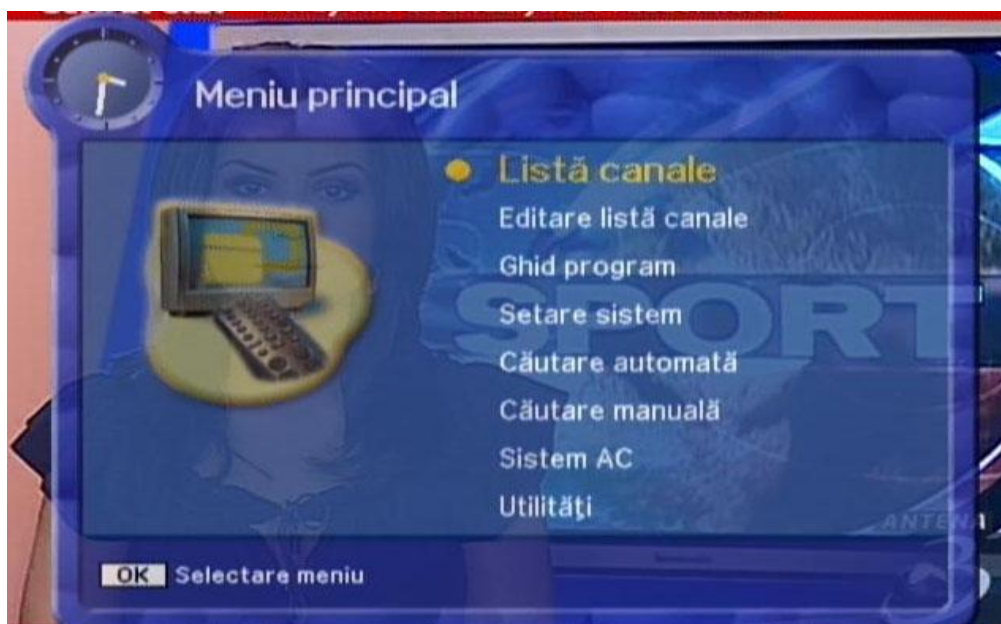 Meniu principal
Listă canale
Editare listă canale
Ghid program
Setare sistem
Căutare automată
Căutare manuală
Sistem AC
Utilităţi
SPORT
ANTENA
3
OK Selectare meniu